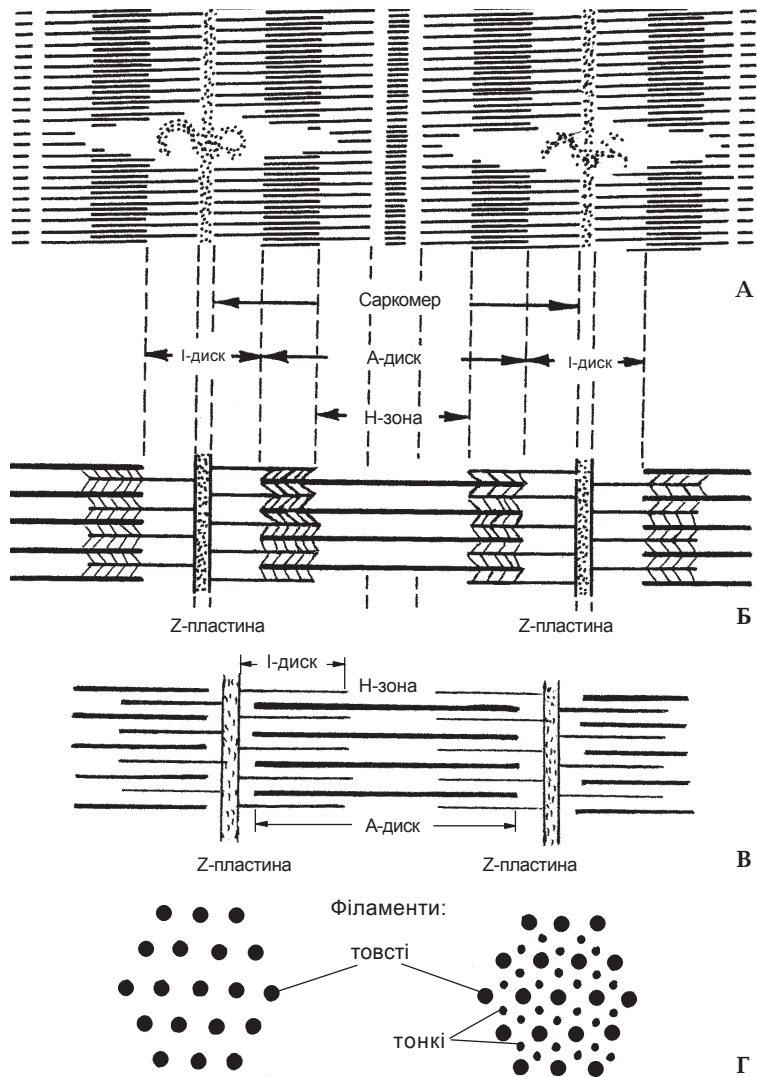 А
Саркомер
I-диск А-диск I-диск
Н-зона
Б
Z-пластина Z-пластина
I-диск
Н-зона
А-диск
В
Z-пластина Z-пластина
Філаменти:
товсті
тонкі
Г